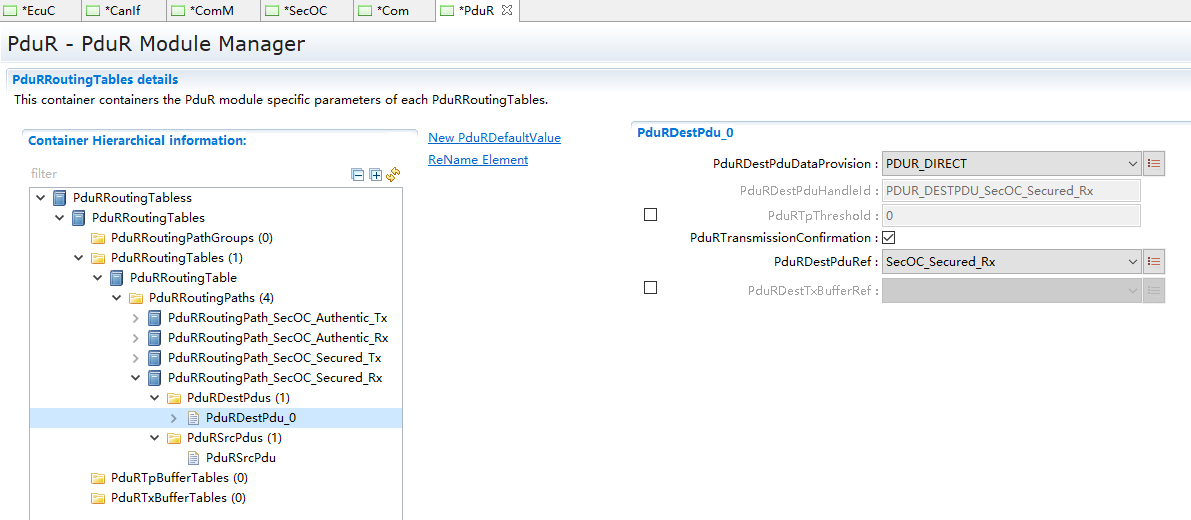 *EcuC *CanIf *ComM *SecOC *Com *PduR
PduR - PduR Module Manager
PduRRoutingTables details
This container containers the PduR module specific parameters of each PduRRoutingTables.
Container Hierarchical information:
filter
PduRRoutingTabless
PduRRoutingTables
PduRRoutingPathGroups (0)
PduRRoutingTables (1)
PduRRoutingTable
PduRRoutingPaths (4)
PduRRoutingPath_SecOC_Authentic_Tx
PduRRoutingPath_SecOC_Authentic_Rx
PduRRoutingPath_SecOC_Secured_Tx
PduRRoutingPath_SecOC_Secured_Rx
PduRDestPdus (1)
PduRDestPdu_0
PduRSrcPdus (1)
PduRSrcPdu
PduRTpBufferTables (0)
PduRTxBufferTables (0)
New PduRDefaultValue
ReName Element
PduRDestPdu_0
PduRDestPduDataProvision : PDUR_DIRECT
PduRDestPduHandleId : PDUR_DESTPDU_SecOC_Secured_Rx
PduRTpThreshold : 0
PduRTransmissionConfirmation :
PduRDestPduRef : SecOC_Secured_Rx
PduRDestTxBufferRef :